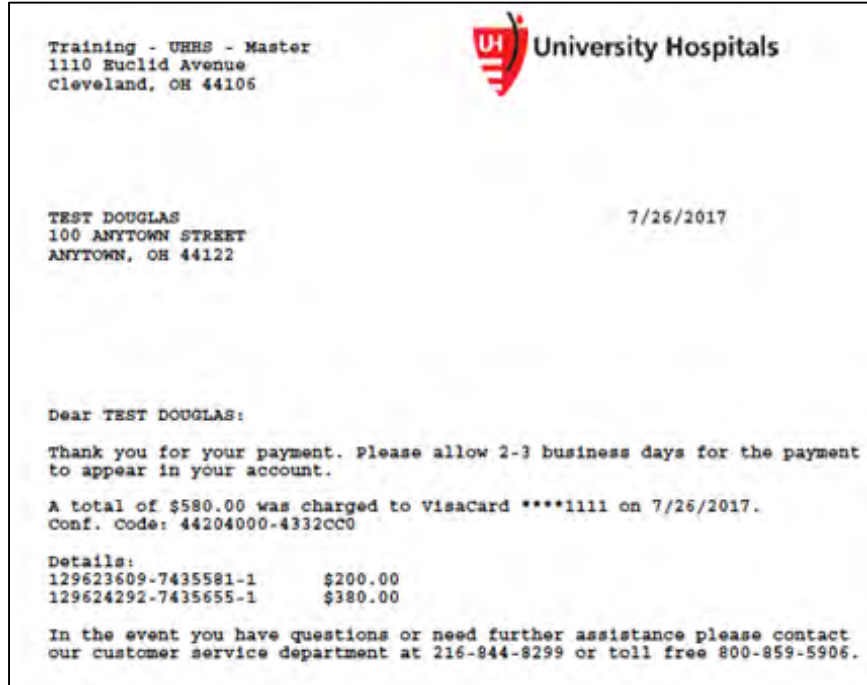 Training - UHHS - Master
1110 Euclid Avenue
Cleveland, OH 44106
UH University Hospitals
TEST DOUGLAS
7/26/2017
100 ANYTOWN STREET
ANYTOWN, OH 44122
Dear TEST DOUGLAS:
Thank you for your payment. Please allow 2-3 business days for the payment
to appear in your account.
A total of $580.00 was charged to VisaCard ****1111 on 7/26/2017.
Conf. Code: 44204000-4332CC0
Details:
129623609-7435581-1 $200.00
129624292-7435655-1 $380.00
In the event you have questions or need further assistance please contact
our customer service department at 216-844-8299 or toll free 800-859-5906.